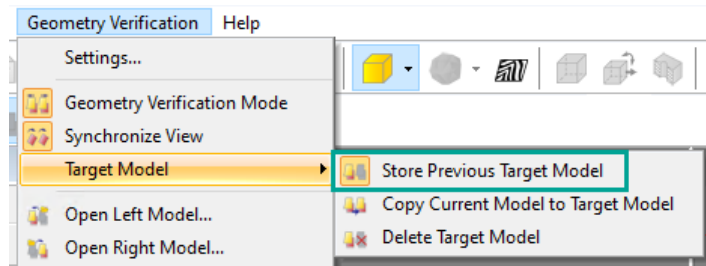 Geometry Verification Help
Settings...
Geometry Verification Mode
Synchronize View
Target Model
Store Previous Target Model
Copy Current Model to Target Model
Delete Target Model
Open Left Model...
Open Right Model...